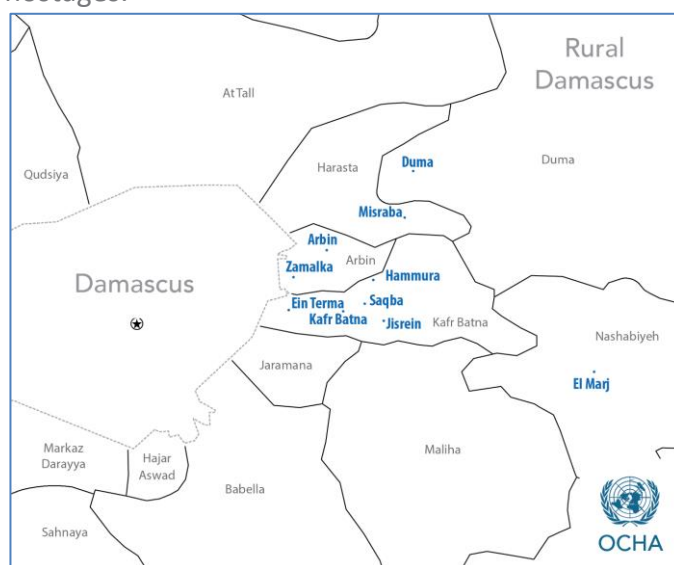 hostages.
Rural
Damascus
At Tall
Qudsiya
Harasta
Duma
Duma
Misraba
Arbin
Arbin
Zamalka
Hammura
Damascus
Ein Terma
Saqba
Kafr Batna
Jisrein
Kafr Batna
Nashabiyeh
Jaramana
El Marj
Markaz
Darayya
Hajar
Aswad
Maliha
Babella
Sahnaya
OCHA